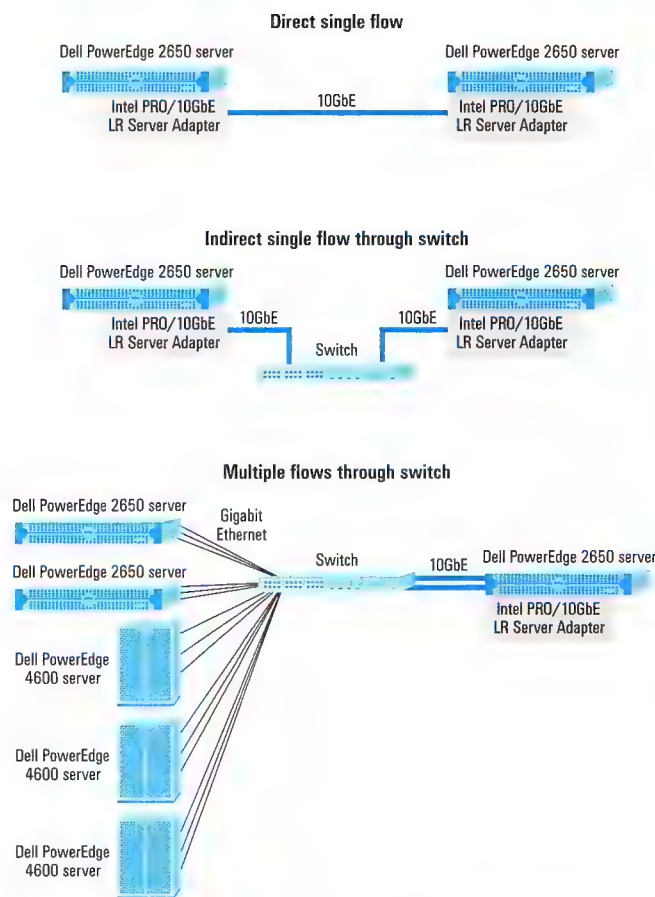 Direct single flow
Dell PowerEdge 2650 server
Dell PowerEdge 2650 server
10GbE
Intel PRO/10GbE
LR Server Adapter
Intel PRO/10GbE
LR Server Adapter
Indirect single flow through switch
Dell PowerEdge 2650 server
Dell PowerEdge 2650 server
10GbE
10GbE
Intel PRO/10GbE
LR Server Adapter
Intel PRO/10GbE
LR Server Adapter
Switch
Multiple flows through switch
Dell PowerEdge 2650 server
Gigabit
Ethernet
Switch
10GbE
Dell PowerEdge 2650 server
Dell PowerEdge 2650 server
Intel PRO/10GbE
LR Server Adapter
Dell PowerEdge
4600 server
Dell PowerEdge
4600 server
Dell PowerEdge
4600 server